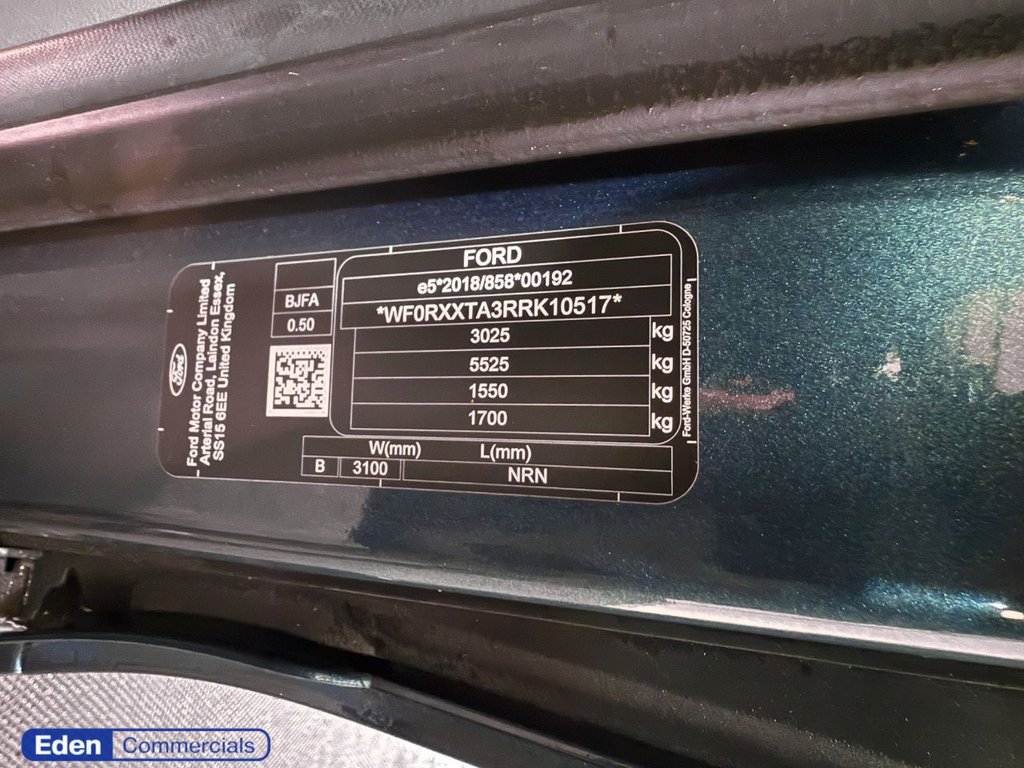 Ford
Ford Motor Company Limited
Arterial Road, Laindon Essex,
SS15 6EE United Kingdom
BJFA
0.50
FORD
e5*2018/858*00192
*WF0RXXTA3RRK10517*
3025 kg
5525 kg
1550 kg
1700 kg
Ford-Werke GmbH D-50725 Cologne
W(mm) L(mm)
B 3100 NRN
Eden Commercials